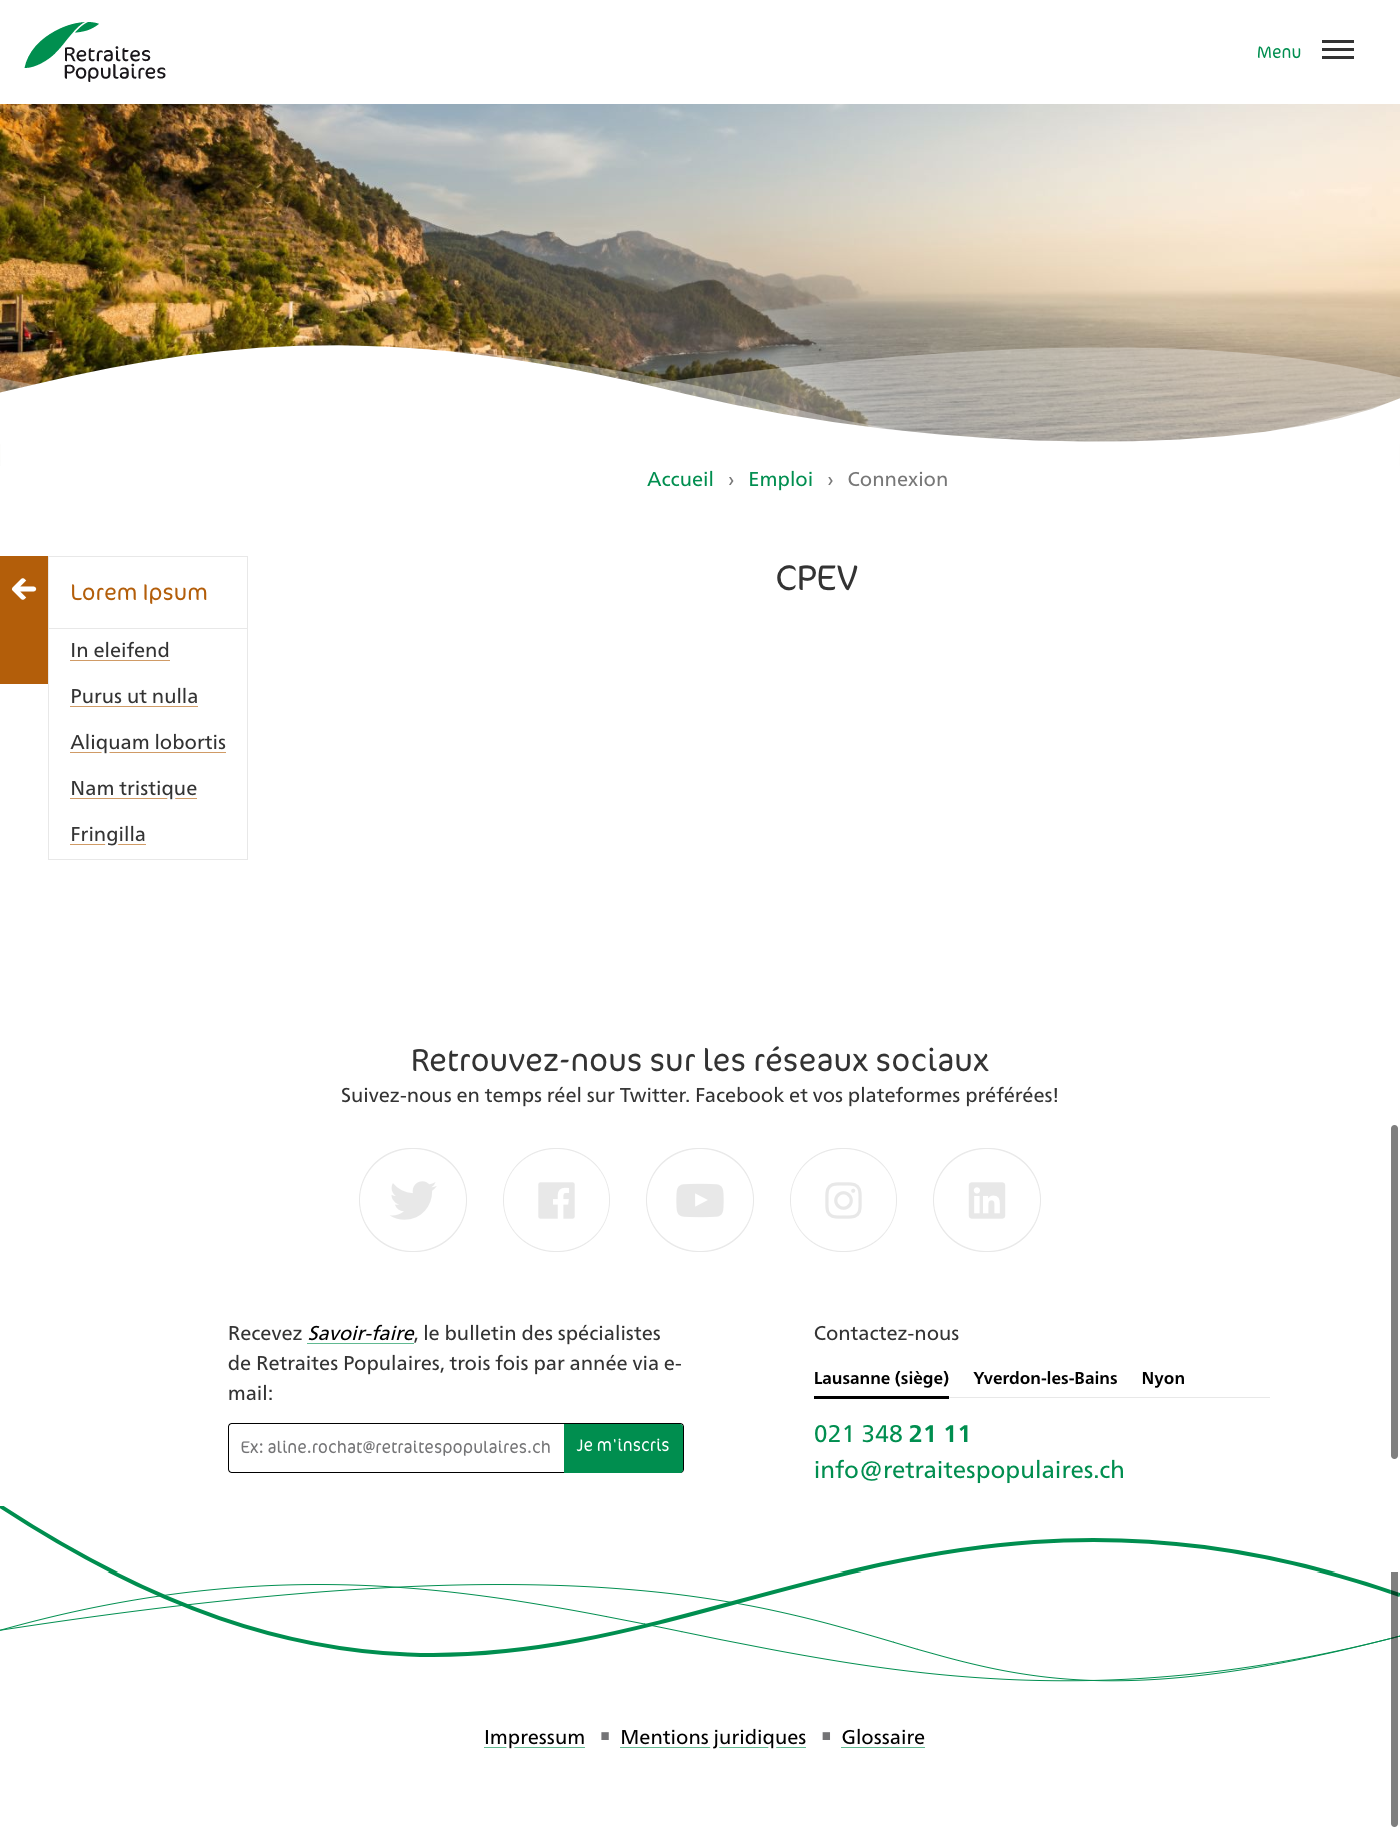 Retraites
Populaires
Menu
Accueil › Emploi › Connexion
Lorem Ipsum
In eleifend
Purus ut nulla
Aliquam lobortis
Nam tristique
Fringilla
CPEV
Retrouvez-nous sur les réseaux sociaux
Suivez-nous en temps réel sur Twitter. Facebook et vos plateformes préférées!
Recevez Savoir-faire, le bulletin des spécialistes
de Retraites Populaires, trois fois par année via e-
mail:
Ex: aline.rochat@retraitespopulaires.ch
Je m'inscris
Contactez-nous
Lausanne (siège) Yverdon-les-Bains Nyon
021 348 21 11
info@retraitespopulaires.ch
Impressum ▪ Mentions juridiques ▪ Glossaire